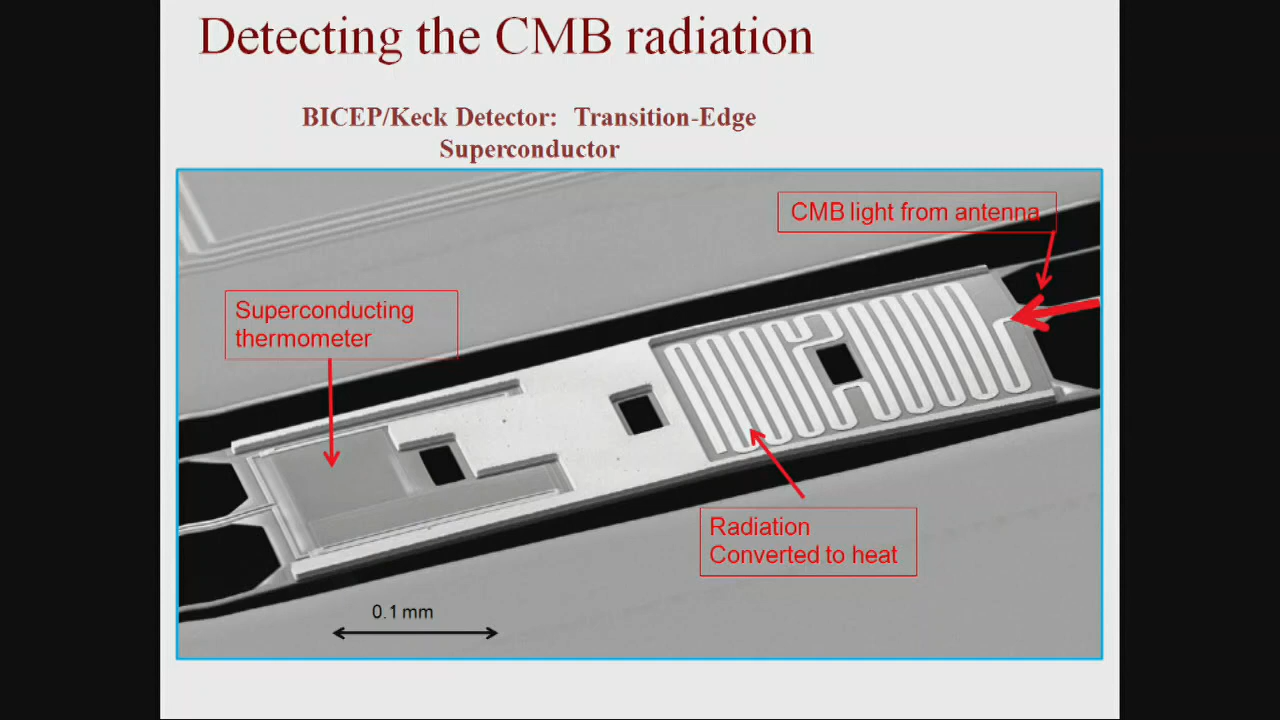 Detecting the CMB radiation
BICEP/Keck Detector: Transition-Edge
Superconductor
CMB light from antenna
Superconducting
thermometer
Radiation
Converted to heat
0.1 mm